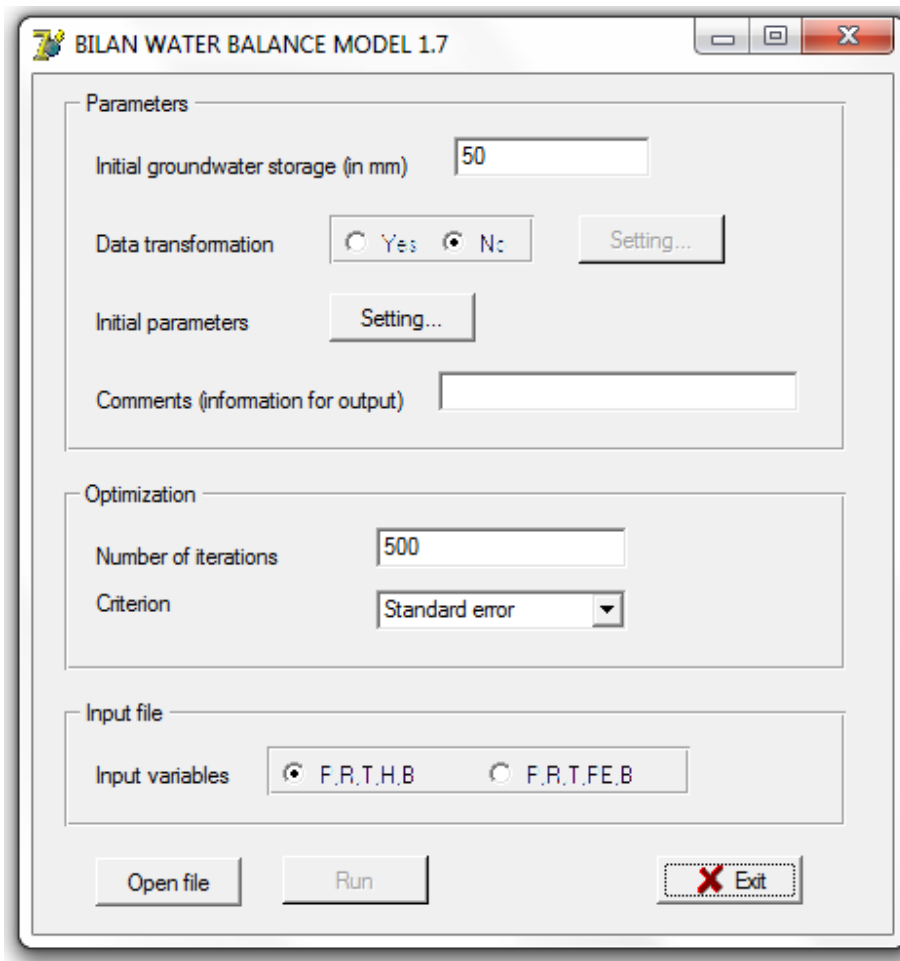 BILAN WATER BALANCE MODEL 1.7
Parameters
Initial groundwater storage (in mm) 50
Data transformation Yes No Setting...
Initial parameters Setting...
Comments (information for output)
Optimization
Number of iterations 500
Criterion Standard error
Input file
Input variables F,R,T,H,B F,R,T,FE,B
Open file Run Exit